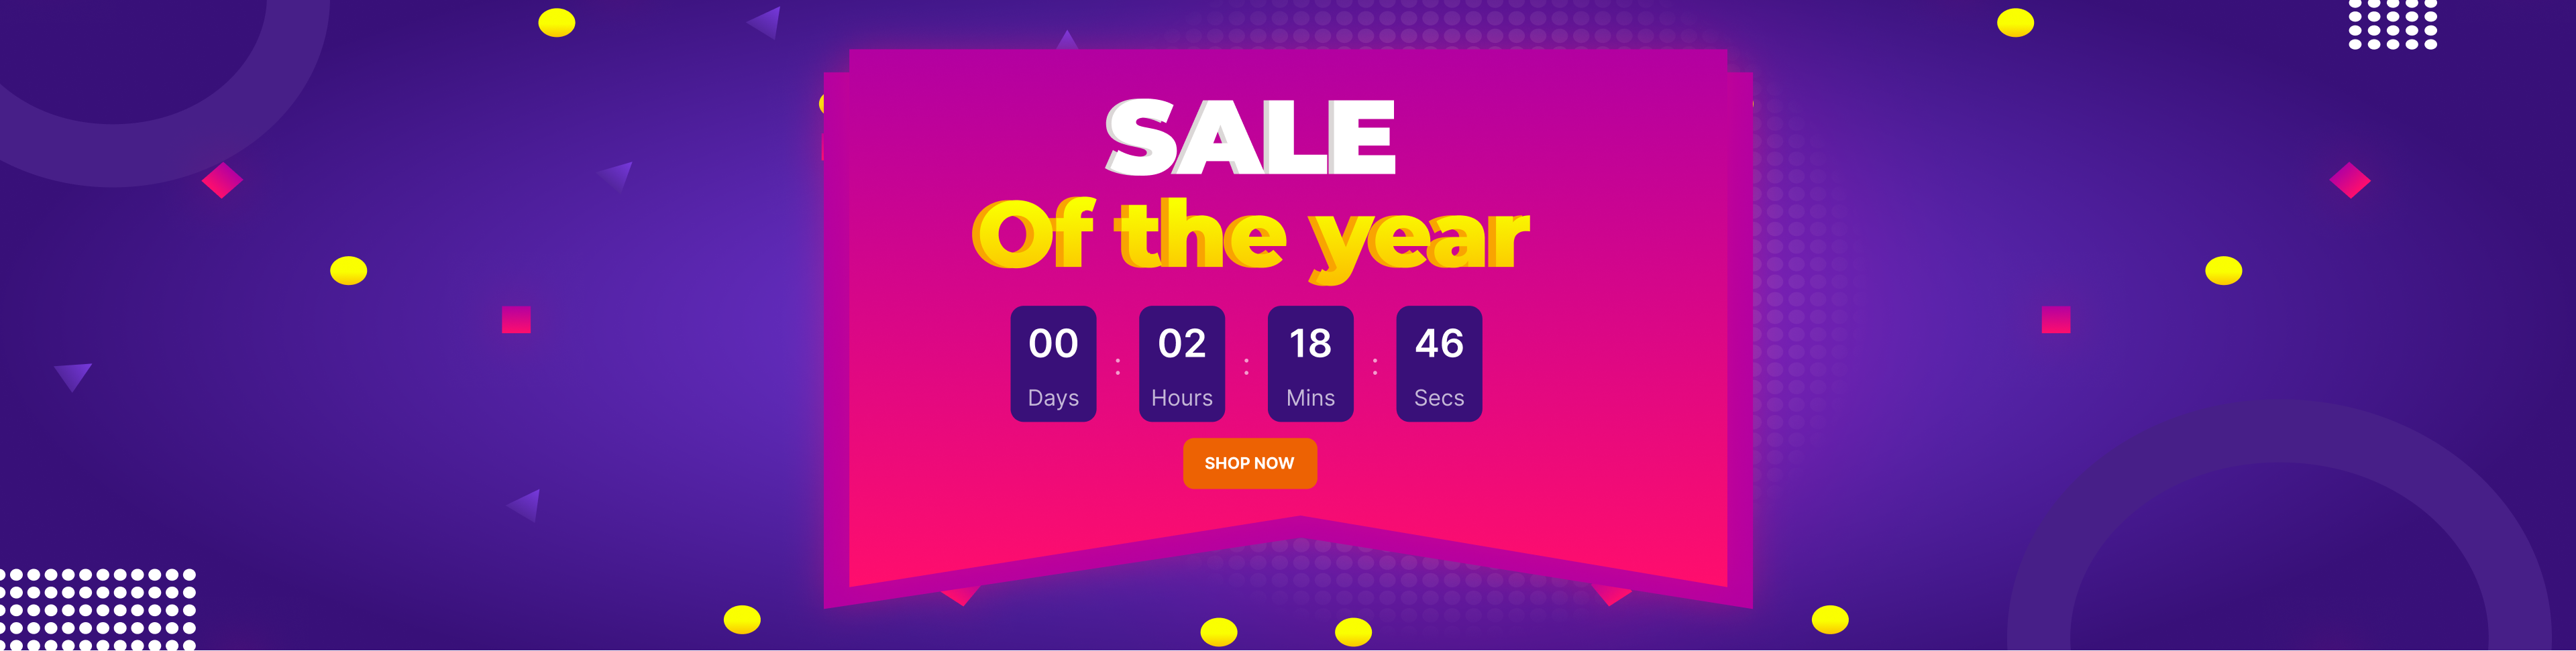 SALE
Of the year
00 : 02 : 18 : 46
Days Hours Mins Secs
SHOP NOW